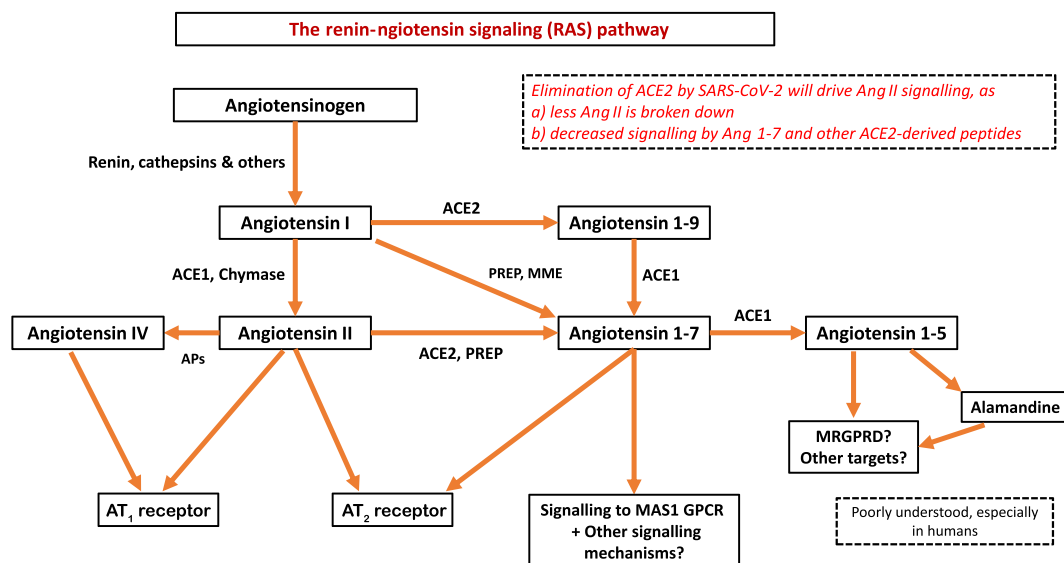 The renin-ngiotensin signaling (RAS) pathway
Elimination of ACE2 by SARS-CoV-2 will drive Ang II signalling, as
a) less Ang II is broken down
b) decreased signalling by Ang 1-7 and other ACE2-derived peptides
Angiotensinogen
Renin, cathepsins & others
Angiotensin I
ACE2
Angiotensin 1-9
ACE1, Chymase
PREP, MME
ACE1
Angiotensin IV
APs
Angiotensin II
ACE2, PREP
Angiotensin 1-7
ACE1
Angiotensin 1-5
Alamandine
MRGPRD?
Other targets?
AT1 receptor
AT2 receptor
Signalling to MAS1 GPCR
+ Other signalling
mechanisms?
Poorly understood, especially
in humans